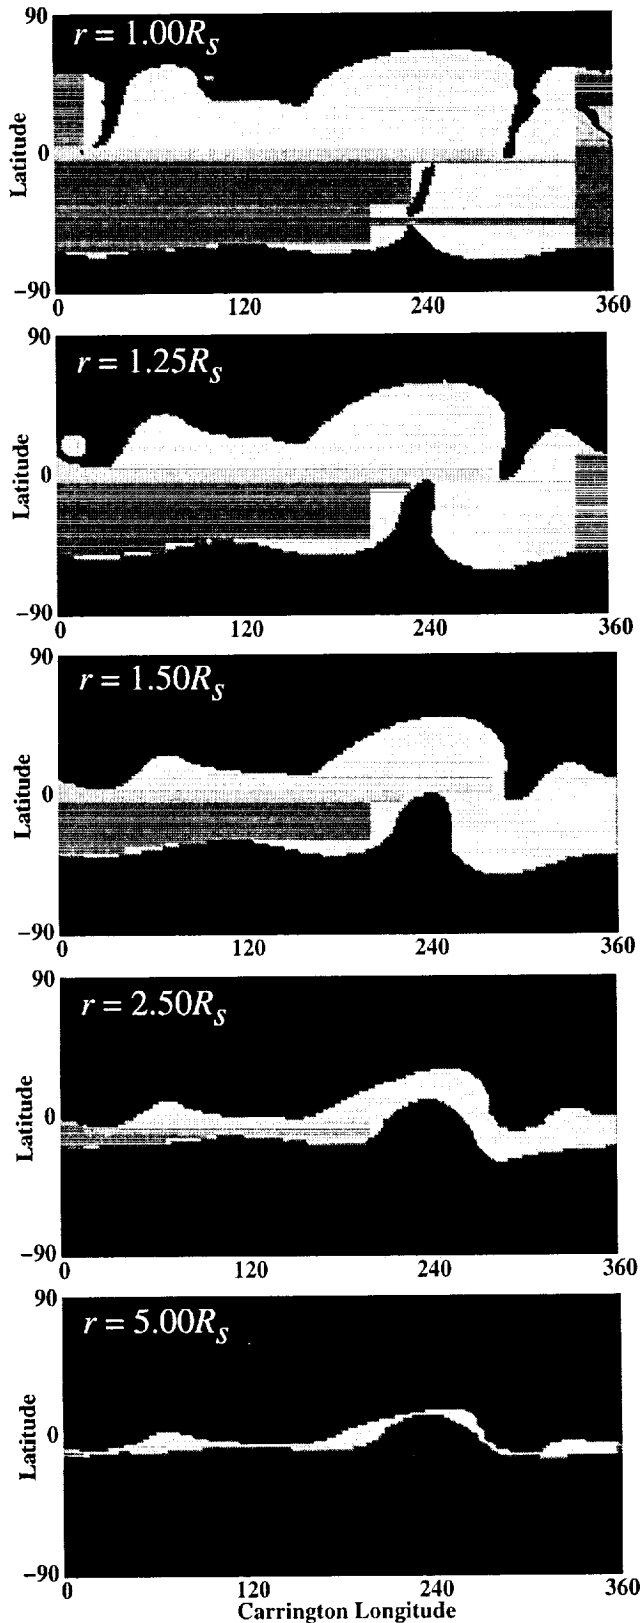 90
r = 1.00R_s
Latitude
0
−90
0 120 240 360
90
r = 1.25R_s
Latitude
0
−90
0 120 240 360
90
r = 1.50R_s
Latitude
0
−90
0 120 240 360
90
r = 2.50R_s
Latitude
0
−90
0 120 240 360
90
r = 5.00R_s
Latitude
0
−90
0 120 240 360
Carrington Longitude